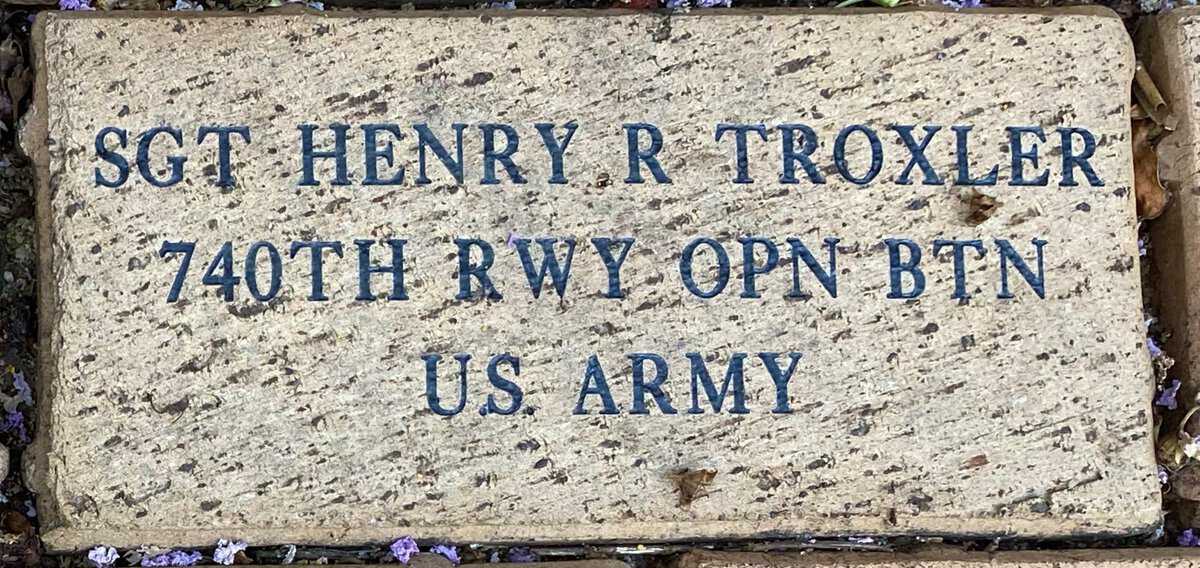 SGT HENRY R TROXLER
740TH RWY OPN BTN
U.S. ARMY